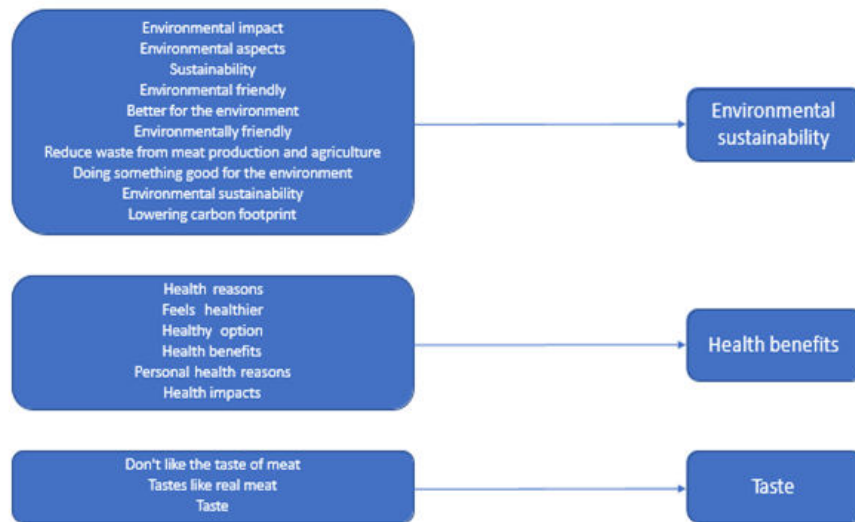 Environmental impact
Environmental aspects
Sustainability
Environmental friendly
Better for the environment
Environmentally friendly
Reduce waste from meat production and agriculture
Doing something good for the environment
Environmental sustainability
Lowering carbon footprint
Environmental
sustainability
Health reasons
Feels healthier
Healthy option
Health benefits
Personal health reasons
Health impacts
Health benefits
Don't like the taste of meat
Tastes like real meat
Taste
Taste